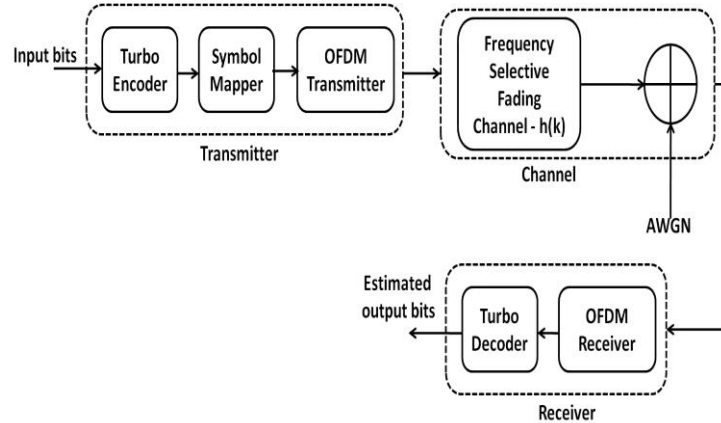 Input bits
Turbo
Encoder
Symbol
Mapper
OFDM
Transmitter
Transmitter
Frequency
Selective
Fading
Channel - h(k)
Channel
AWGN
Estimated
output bits
Turbo
Decoder
OFDM
Receiver
Receiver